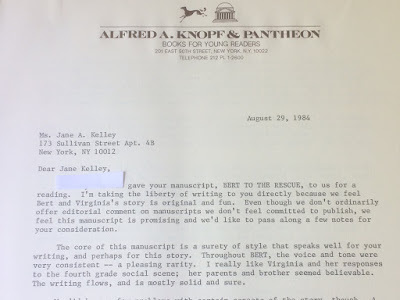 ALFRED A. KNOPF & PANTHEON
BOOKS FOR YOUNG READERS
201 EAST 50TH STREET, NEW YORK, N.Y. 10022
TELEPHONE 212 PL 1-2600
August 29, 1984
Ms. Jane A. Kelley
173 Sullivan Street Apt. 4B
New York, NY 10012
Dear Jane Kelley,
gave your manuscript, BERT TO THE RESCUE, to us for a
reading. I'm taking the liberty of writing to you directly because we feel
Bert and Virginia's story is original and fun. Even though we don't ordinarily
offer editorial comment on manuscripts we don't feel committed to publish, we
feel this manuscript is promising and we'd like to pass along a few notes for
your consideration.
The core of this manuscript is a surety of style that speaks well for your
writing, and perhaps for this story. Throughout BERT, the voice and tone were
very consistent -- a pleasing rarity. I really like Virginia and her responses
to the fourth grade social scene; her parents and brother seemed believable.
The writing flows, and is mostly solid and sure.